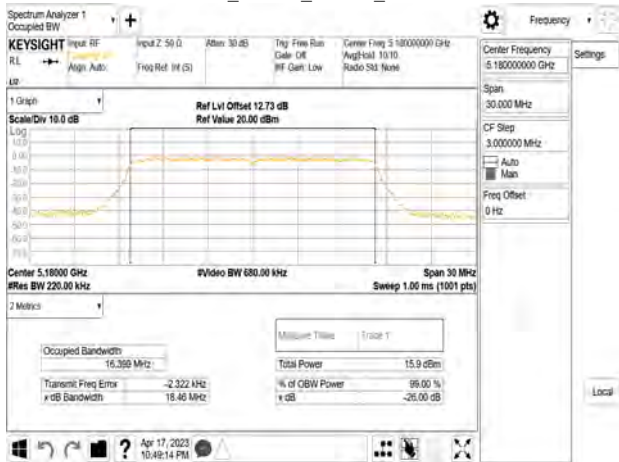 Spectrum Analyzer 1
Occupied BW
Frequency
KEYSIGHT
Input: RF
Input Z: 50 Ω
Atten: 30 dB
Trig: Free Run
Center Freq: 5.180000000 GHz
Gate: Off
Avg|Hold: 10/10
RL
Align: Auto
Freq Ref: Int (S)
#IF Gain: Low
Radio Std: None
Center Frequency
5.180000000 GHz
Settings
Span
30.000 MHz
CF Step
3.000000 MHz
Auto
Man
Freq Offset
0 Hz
Local
1 Graph
Scale/Div 10.0 dB
Ref Lvl Offset 12.73 dB
Ref Value 20.00 dBm
Log
10.0
0.00
Center 5.18000 GHz
#Res BW 220.00 kHz
#Video BW 680.00 kHz
Span 30 MHz
Sweep 1.00 ms (1001 pts)
2 Metrics
Measure Trace
Trace 1
Occupied Bandwidth
16.399 MHz
Total Power
15.9 dBm
Transmit Freq Error
-2.322 kHz
% of OBW Power
99.00 %
x dB Bandwidth
18.46 MHz
x dB
-26.00 dB
Apr 17, 2023
10:49:14 PM